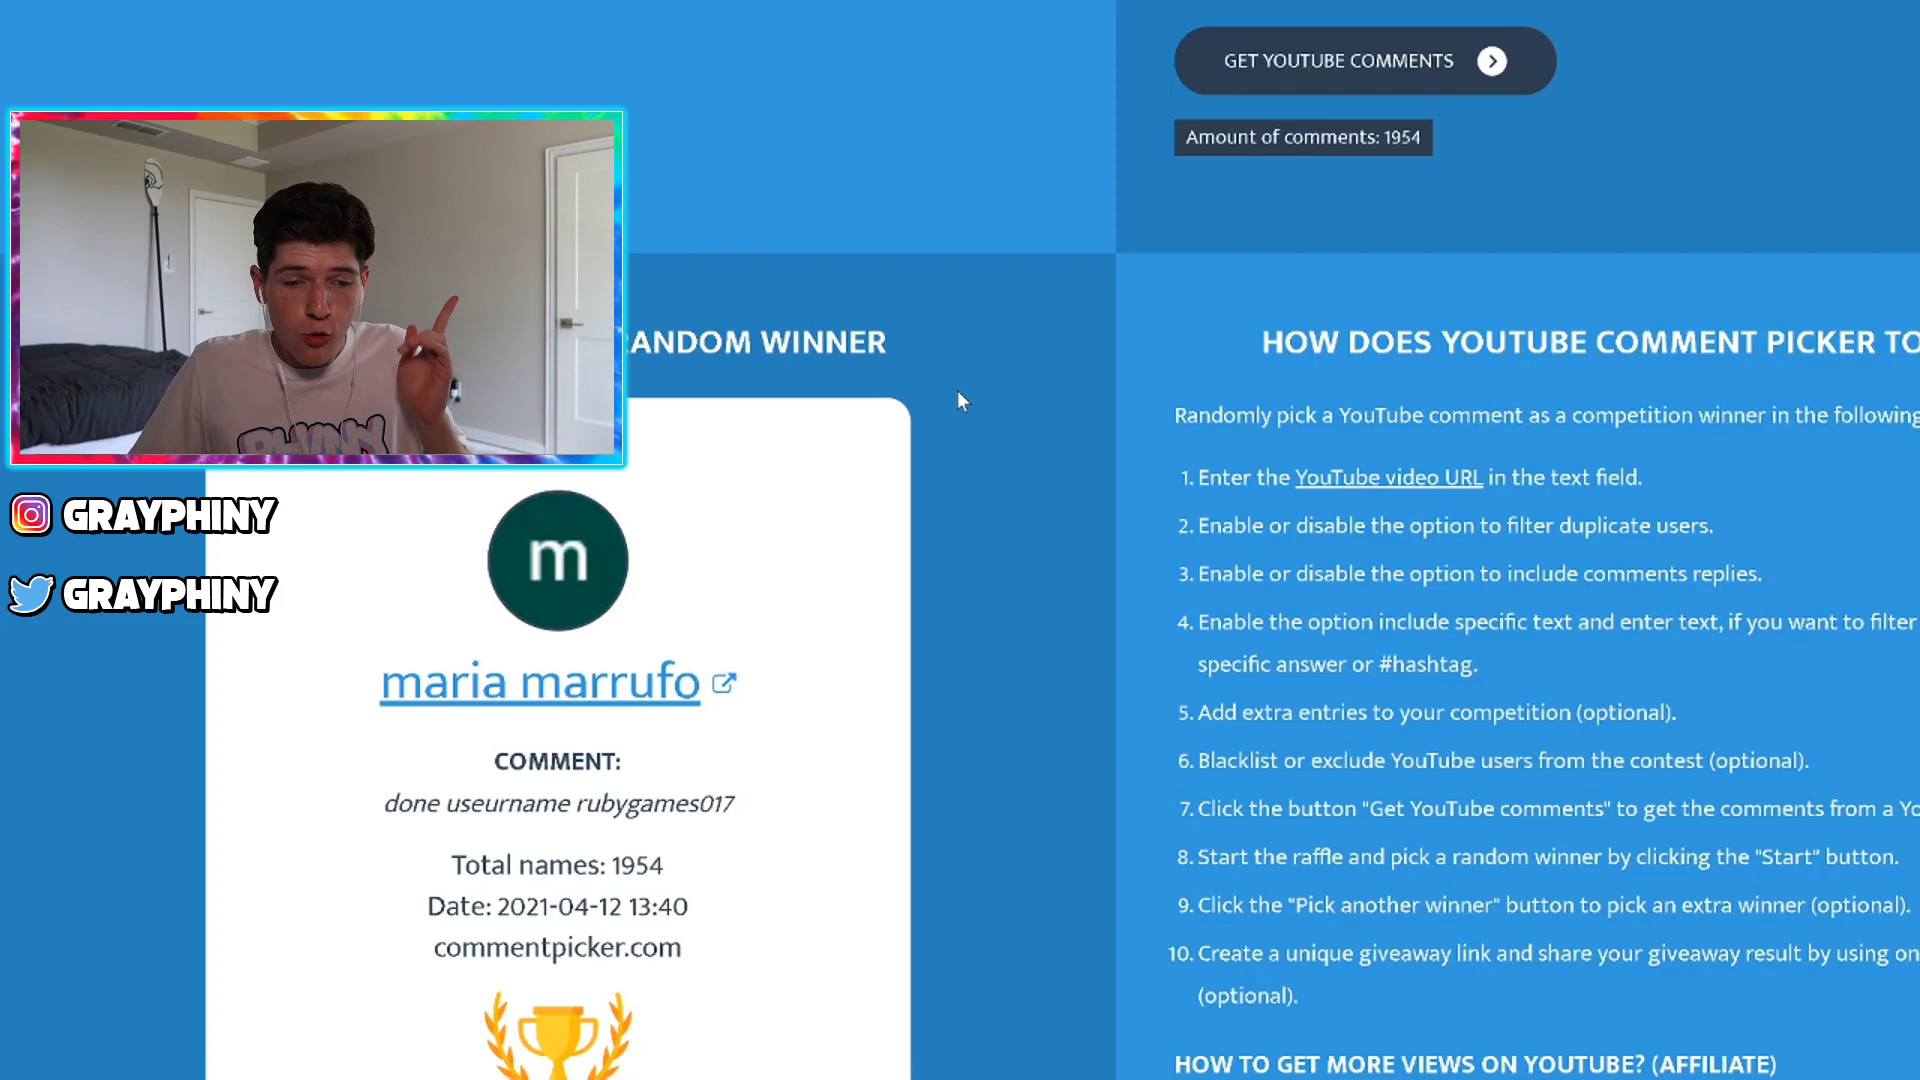 GET YOUTUBE COMMENTS
Amount of comments: 1954
ANDOM WINNER
GRAYPHINY
GRAYPHINY
m
maria marrufo
COMMENT:
done useurname rubygames017
Total names: 1954
Date: 2021-04-12 13:40
commentpicker.com
HOW DOES YOUTUBE COMMENT PICKER TO
Randomly pick a YouTube comment as a competition winner in the following
1. Enter the YouTube video URL in the text field.
2. Enable or disable the option to filter duplicate users.
3. Enable or disable the option to include comments replies.
4. Enable the option include specific text and enter text, if you want to filter
specific answer or #hashtag.
5. Add extra entries to your competition (optional).
6. Blacklist or exclude YouTube users from the contest (optional).
7. Click the button "Get YouTube comments" to get the comments from a Yo
8. Start the raffle and pick a random winner by clicking the "Start" button.
9. Click the "Pick another winner" button to pick an extra winner (optional).
10. Create a unique giveaway link and share your giveaway result by using on
(optional).
HOW TO GET MORE VIEWS ON YOUTUBE? (AFFILIATE)